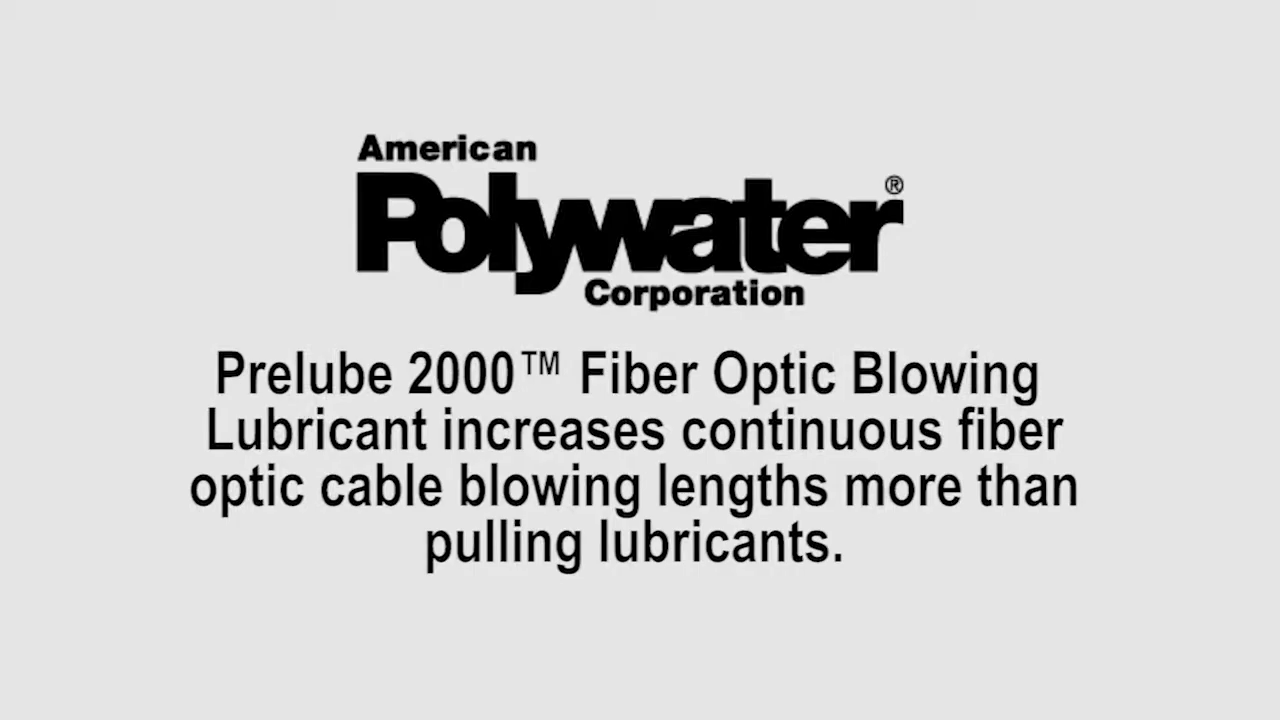 American
Polywater®
Corporation
Prelube 2000™ Fiber Optic Blowing
Lubricant increases continuous fiber
optic cable blowing lengths more than
pulling lubricants.